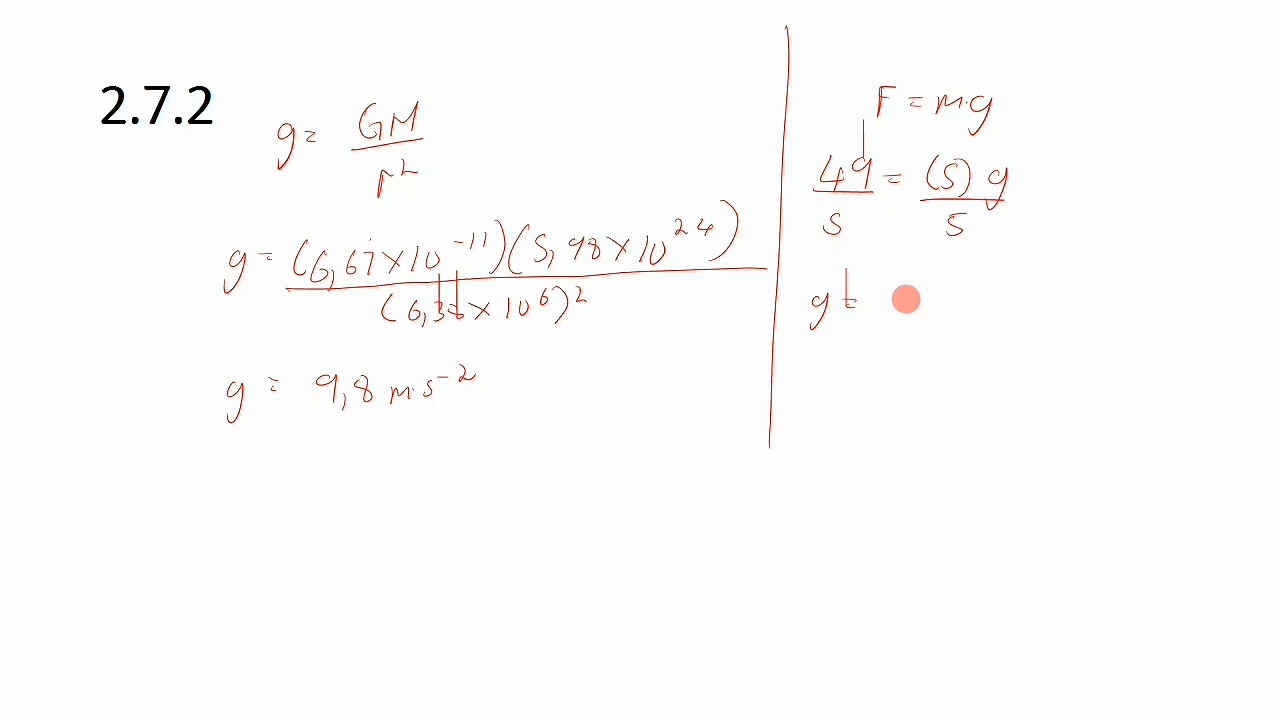 2.7.2
g = GM
r²
g = (6,67 × 10⁻¹¹)(5,98 × 10²⁴)
(6,38 × 10⁶)²
g = 9,8 m·s⁻²
F = m·g
49 = (5) g
5 5
g =